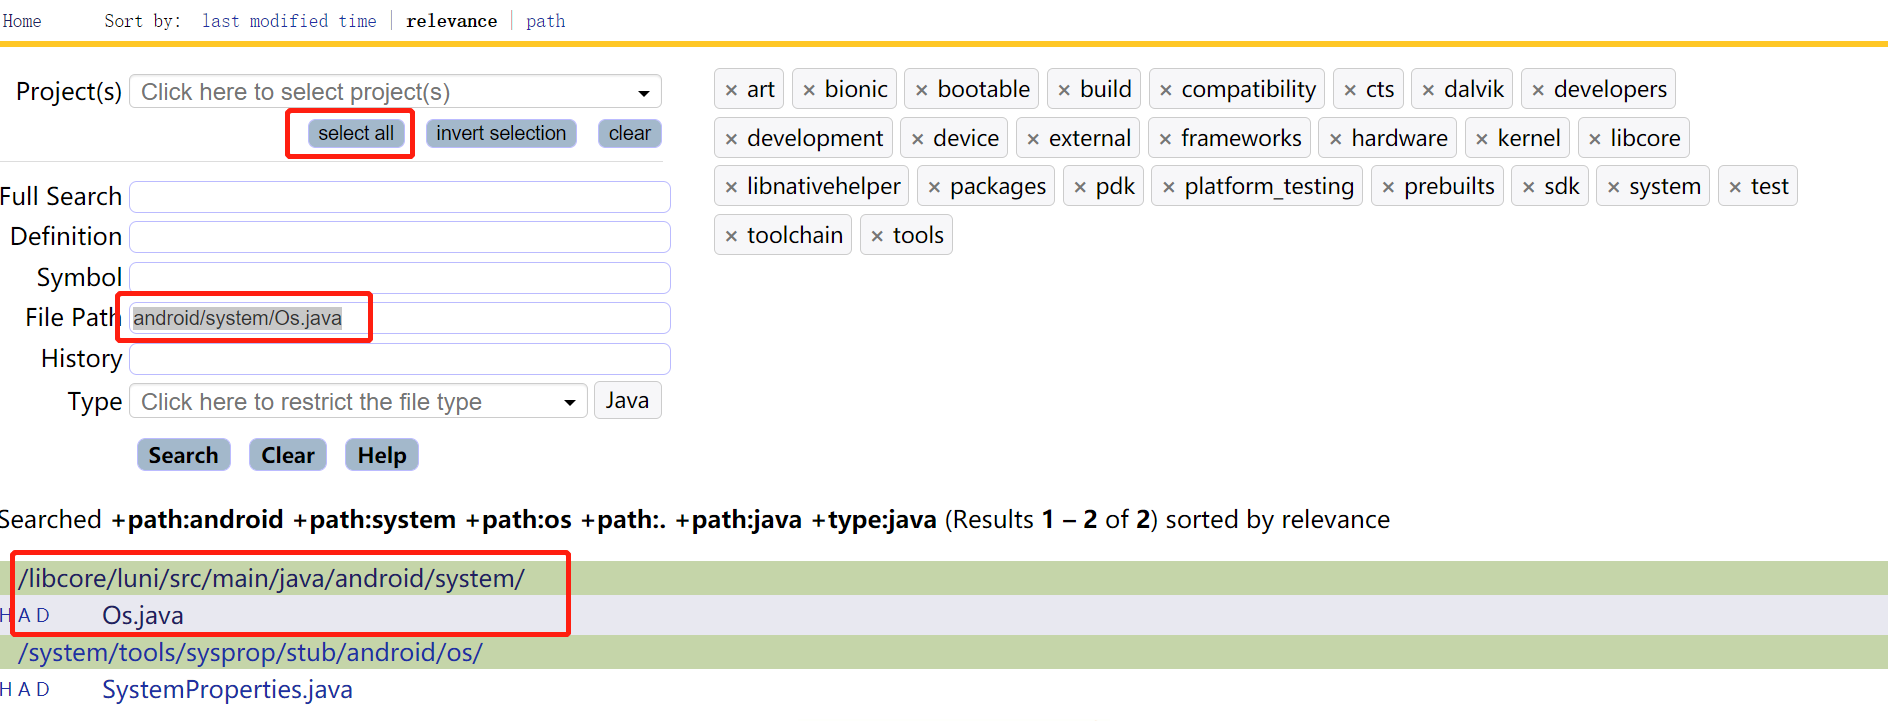 Home Sort by: last modified time relevance path
Project(s) Click here to select project(s)
select all invert selection clear
× art × bionic × bootable × build × compatibility × cts × dalvik × developers
× development × device × external × frameworks × hardware × kernel × libcore
× libnativehelper × packages × pdk × platform_testing × prebuilts × sdk × system × test
× toolchain × tools
Full Search
Definition
Symbol
File Path android/system/Os.java
History
Type Click here to restrict the file type Java
Search Clear Help
Searched +path:android +path:system +path:os +path:. +path:java +type:java (Results 1 – 2 of 2) sorted by relevance
/libcore/luni/src/main/java/android/system/
H A D Os.java
/system/tools/sysprop/stub/android/os/
H A D SystemProperties.java